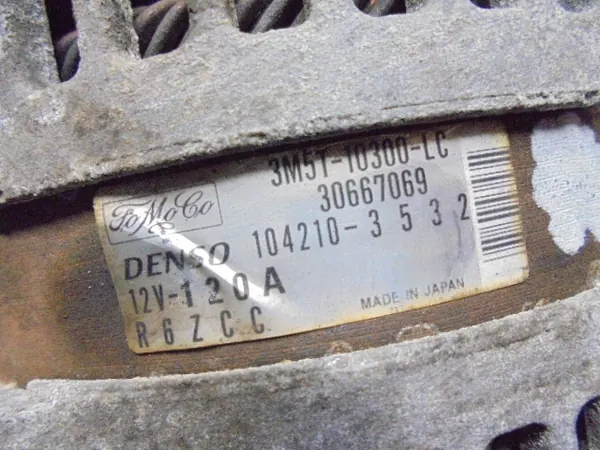 3M5T-10300-LC
30667069
FoMoCo
DENSO 104210-3532
12V-120A
MADE IN JAPAN
R6ZCC